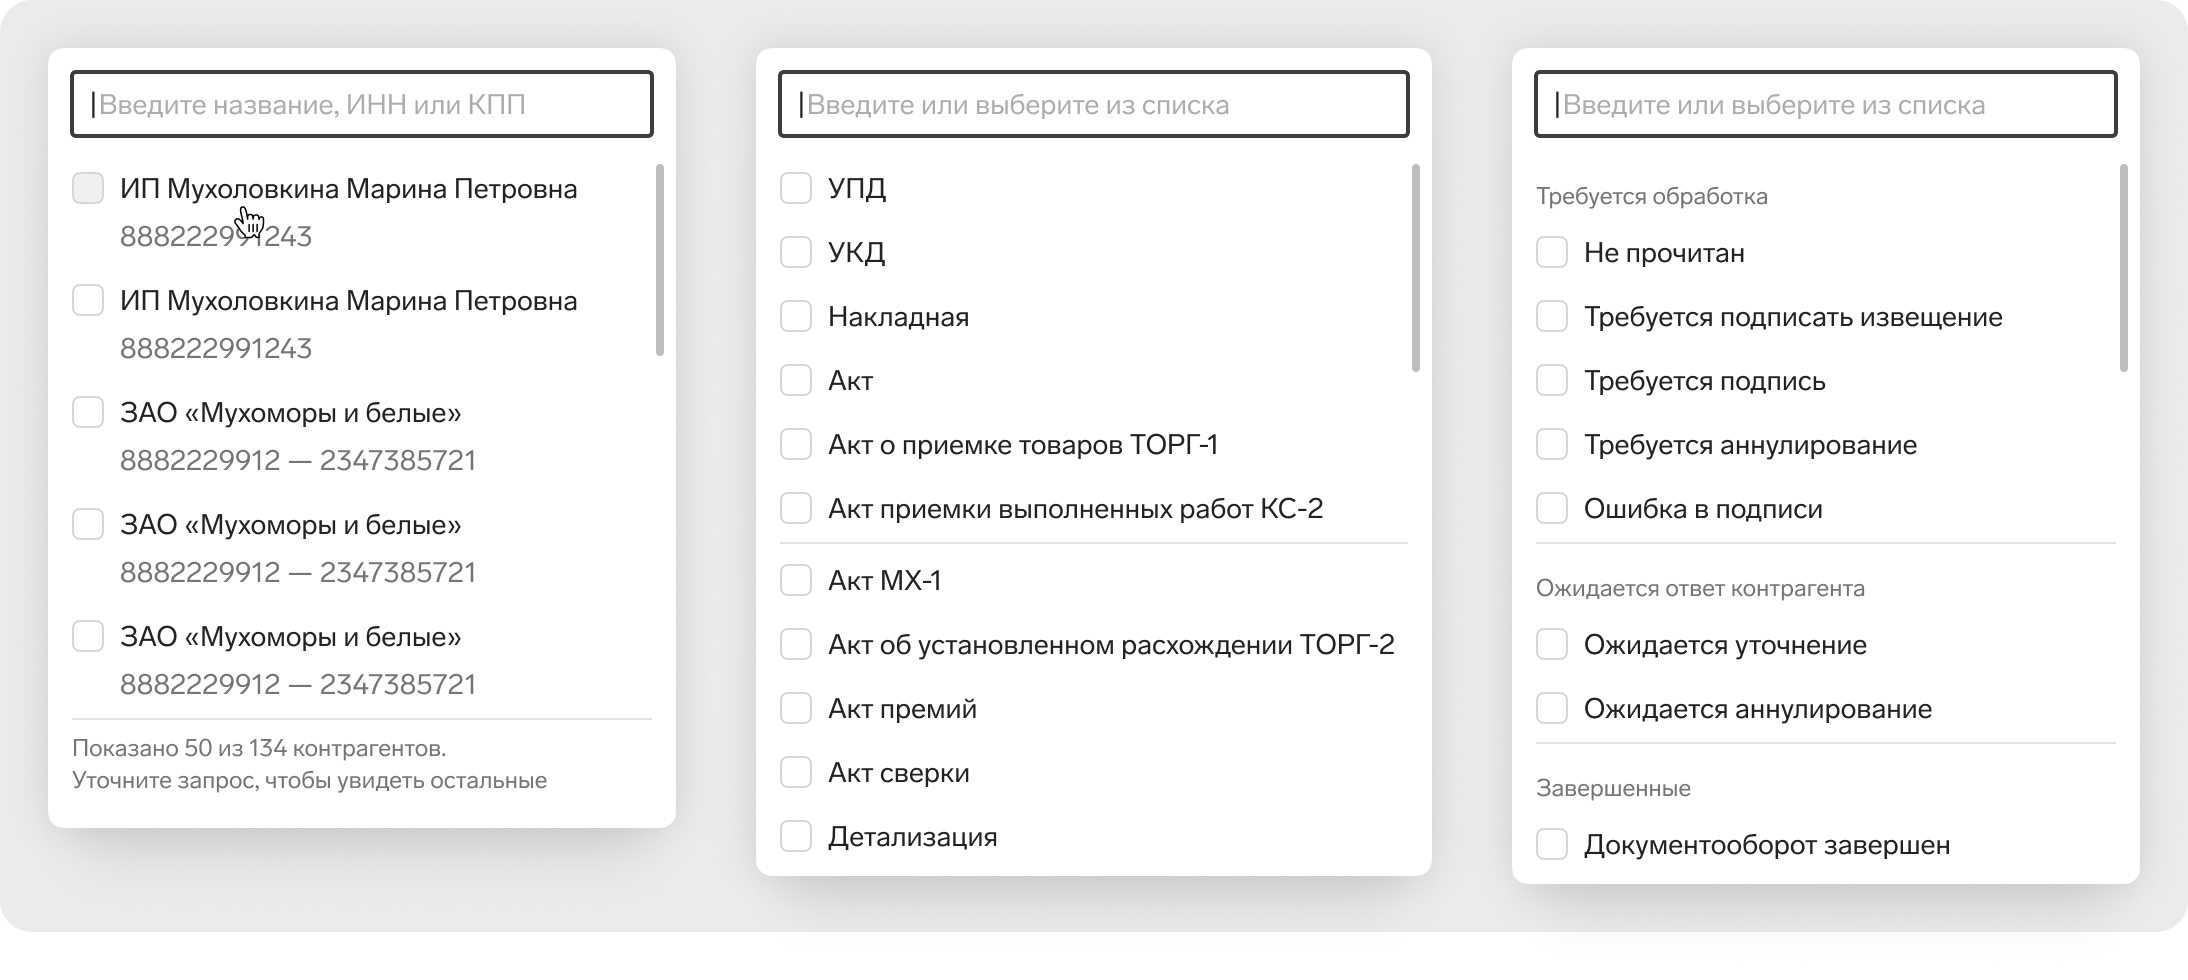 Введите название, ИНН или КПП
ИП Мухоловкина Марина Петровна
888222991243
ИП Мухоловкина Марина Петровна
888222991243
ЗАО «Мухоморы и белые»
8882229912 — 2347385721
ЗАО «Мухоморы и белые»
8882229912 — 2347385721
ЗАО «Мухоморы и белые»
8882229912 — 2347385721
Показано 50 из 134 контрагентов.
Уточните запрос, чтобы увидеть остальные
Введите или выберите из списка
УПД
УКД
Накладная
Акт
Акт о приемке товаров ТОРГ-1
Акт приемки выполненных работ КС-2
Акт МХ-1
Акт об установленном расхождении ТОРГ-2
Акт премий
Акт сверки
Детализация
Введите или выберите из списка
Требуется обработка
Не прочитан
Требуется подписать извещение
Требуется подпись
Требуется аннулирование
Ошибка в подписи
Ожидается ответ контрагента
Ожидается уточнение
Ожидается аннулирование
Завершенные
Документооборот завершен